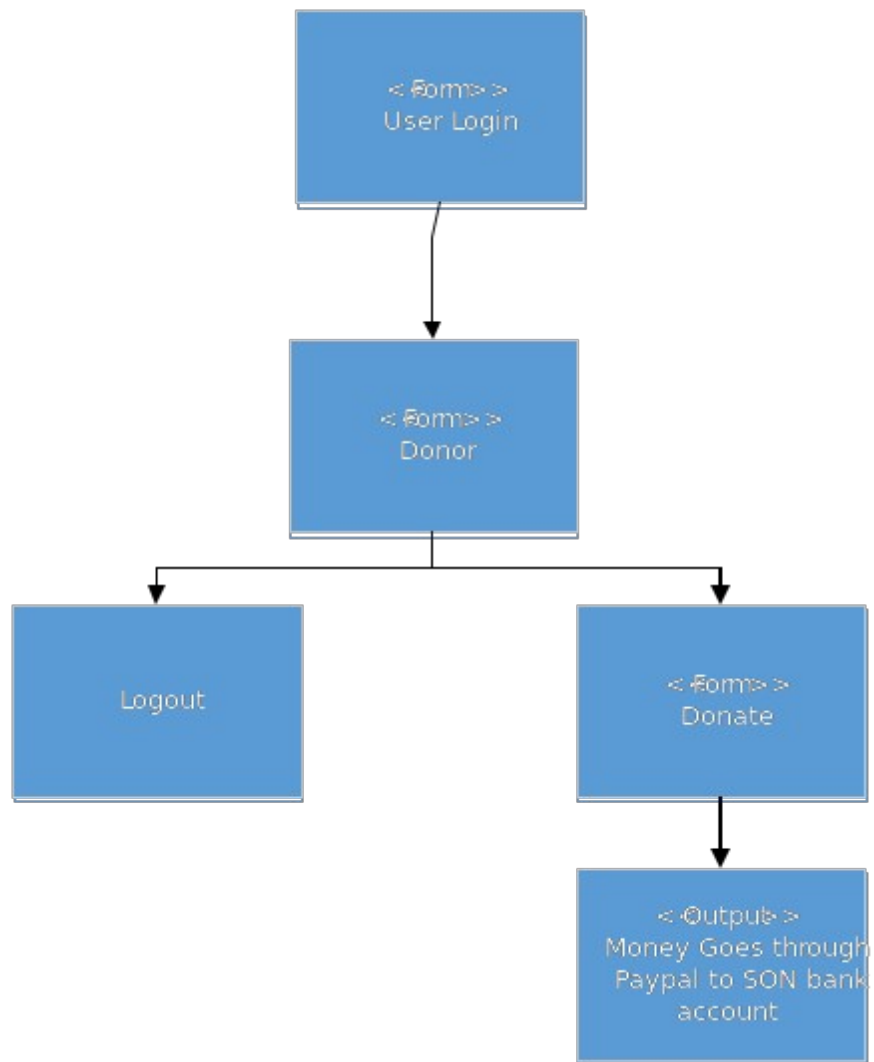 <<Form>>
User Login
<<Form>>
Donor
Logout
<<Form>>
Donate
<<Output>>
Money Goes through
Paypal to SON bank
account